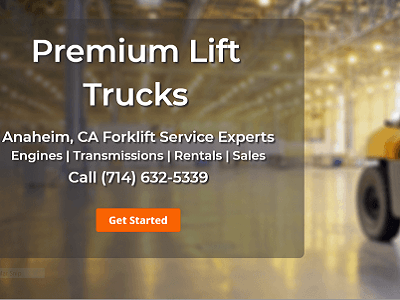 Premium Lift
Trucks
Anaheim, CA Forklift Service Experts
Engines | Transmissions | Rentals | Sales
Call (714) 632-5339
Get Started